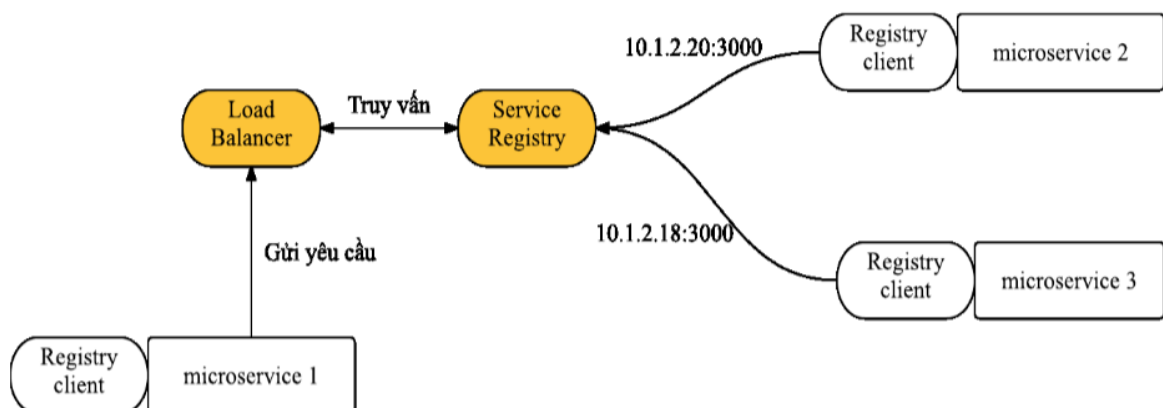 10.1.2.20:3000
Registry
client
microservice 2
Load
Balancer
Truy vấn
Service
Registry
10.1.2.18:3000
Gửi yêu cầu
Registry
client
microservice 3
Registry
client
microservice 1